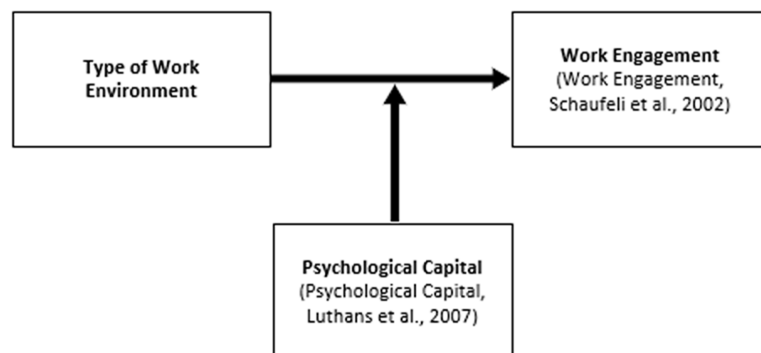 Type of Work
Environment
Work Engagement
(Work Engagement,
Schaufeli et al., 2002)
Psychological Capital
(Psychological Capital,
Luthans et al., 2007)